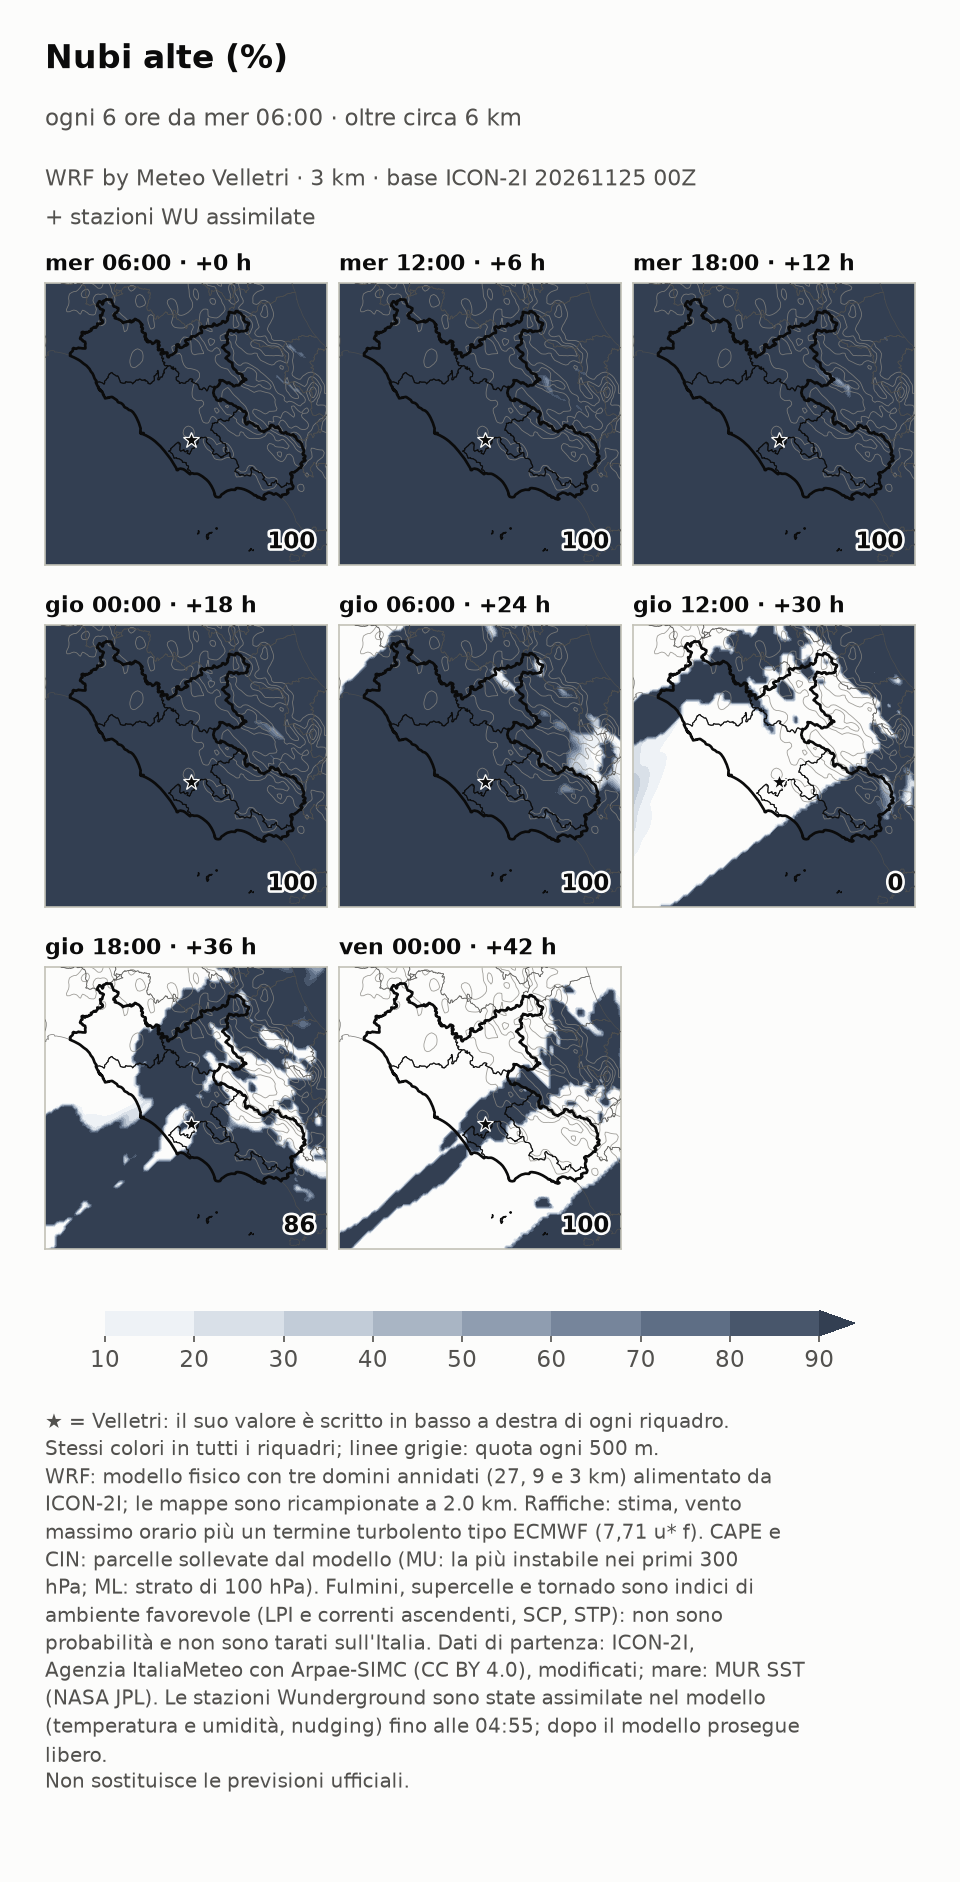 Nubi alte (%)
ogni 6 ore da mer 06:00 · oltre circa 6 km
WRF by Meteo Velletri · 3 km · base ICON-2I 20261125 00Z
+ stazioni WU assimilate
mer 06:00 · +0 h
mer 12:00 · +6 h
mer 18:00 · +12 h
100
100
100
gio 00:00 · +18 h
gio 06:00 · +24 h
gio 12:00 · +30 h
100
100
0
gio 18:00 · +36 h
ven 00:00 · +42 h
86
100
10 20 30 40 50 60 70 80 90
★ = Velletri: il suo valore è scritto in basso a destra di ogni riquadro.
Stessi colori in tutti i riquadri; linee grigie: quota ogni 500 m.
WRF: modello fisico con tre domini annidati (27, 9 e 3 km) alimentato da
ICON-2I; le mappe sono ricampionate a 2.0 km. Raffiche: stima, vento
massimo orario più un termine turbolento tipo ECMWF (7,71 u* f). CAPE e
CIN: parcelle sollevate dal modello (MU: la più instabile nei primi 300
hPa; ML: strato di 100 hPa). Fulmini, supercelle e tornado sono indici di
ambiente favorevole (LPI e correnti ascendenti, SCP, STP): non sono
probabilità e non sono tarati sull'Italia. Dati di partenza: ICON-2I,
Agenzia ItaliaMeteo con Arpae-SIMC (CC BY 4.0), modificati; mare: MUR SST
(NASA JPL). Le stazioni Wunderground sono state assimilate nel modello
(temperatura e umidità, nudging) fino alle 04:55; dopo il modello prosegue
libero.
Non sostituisce le previsioni ufficiali.